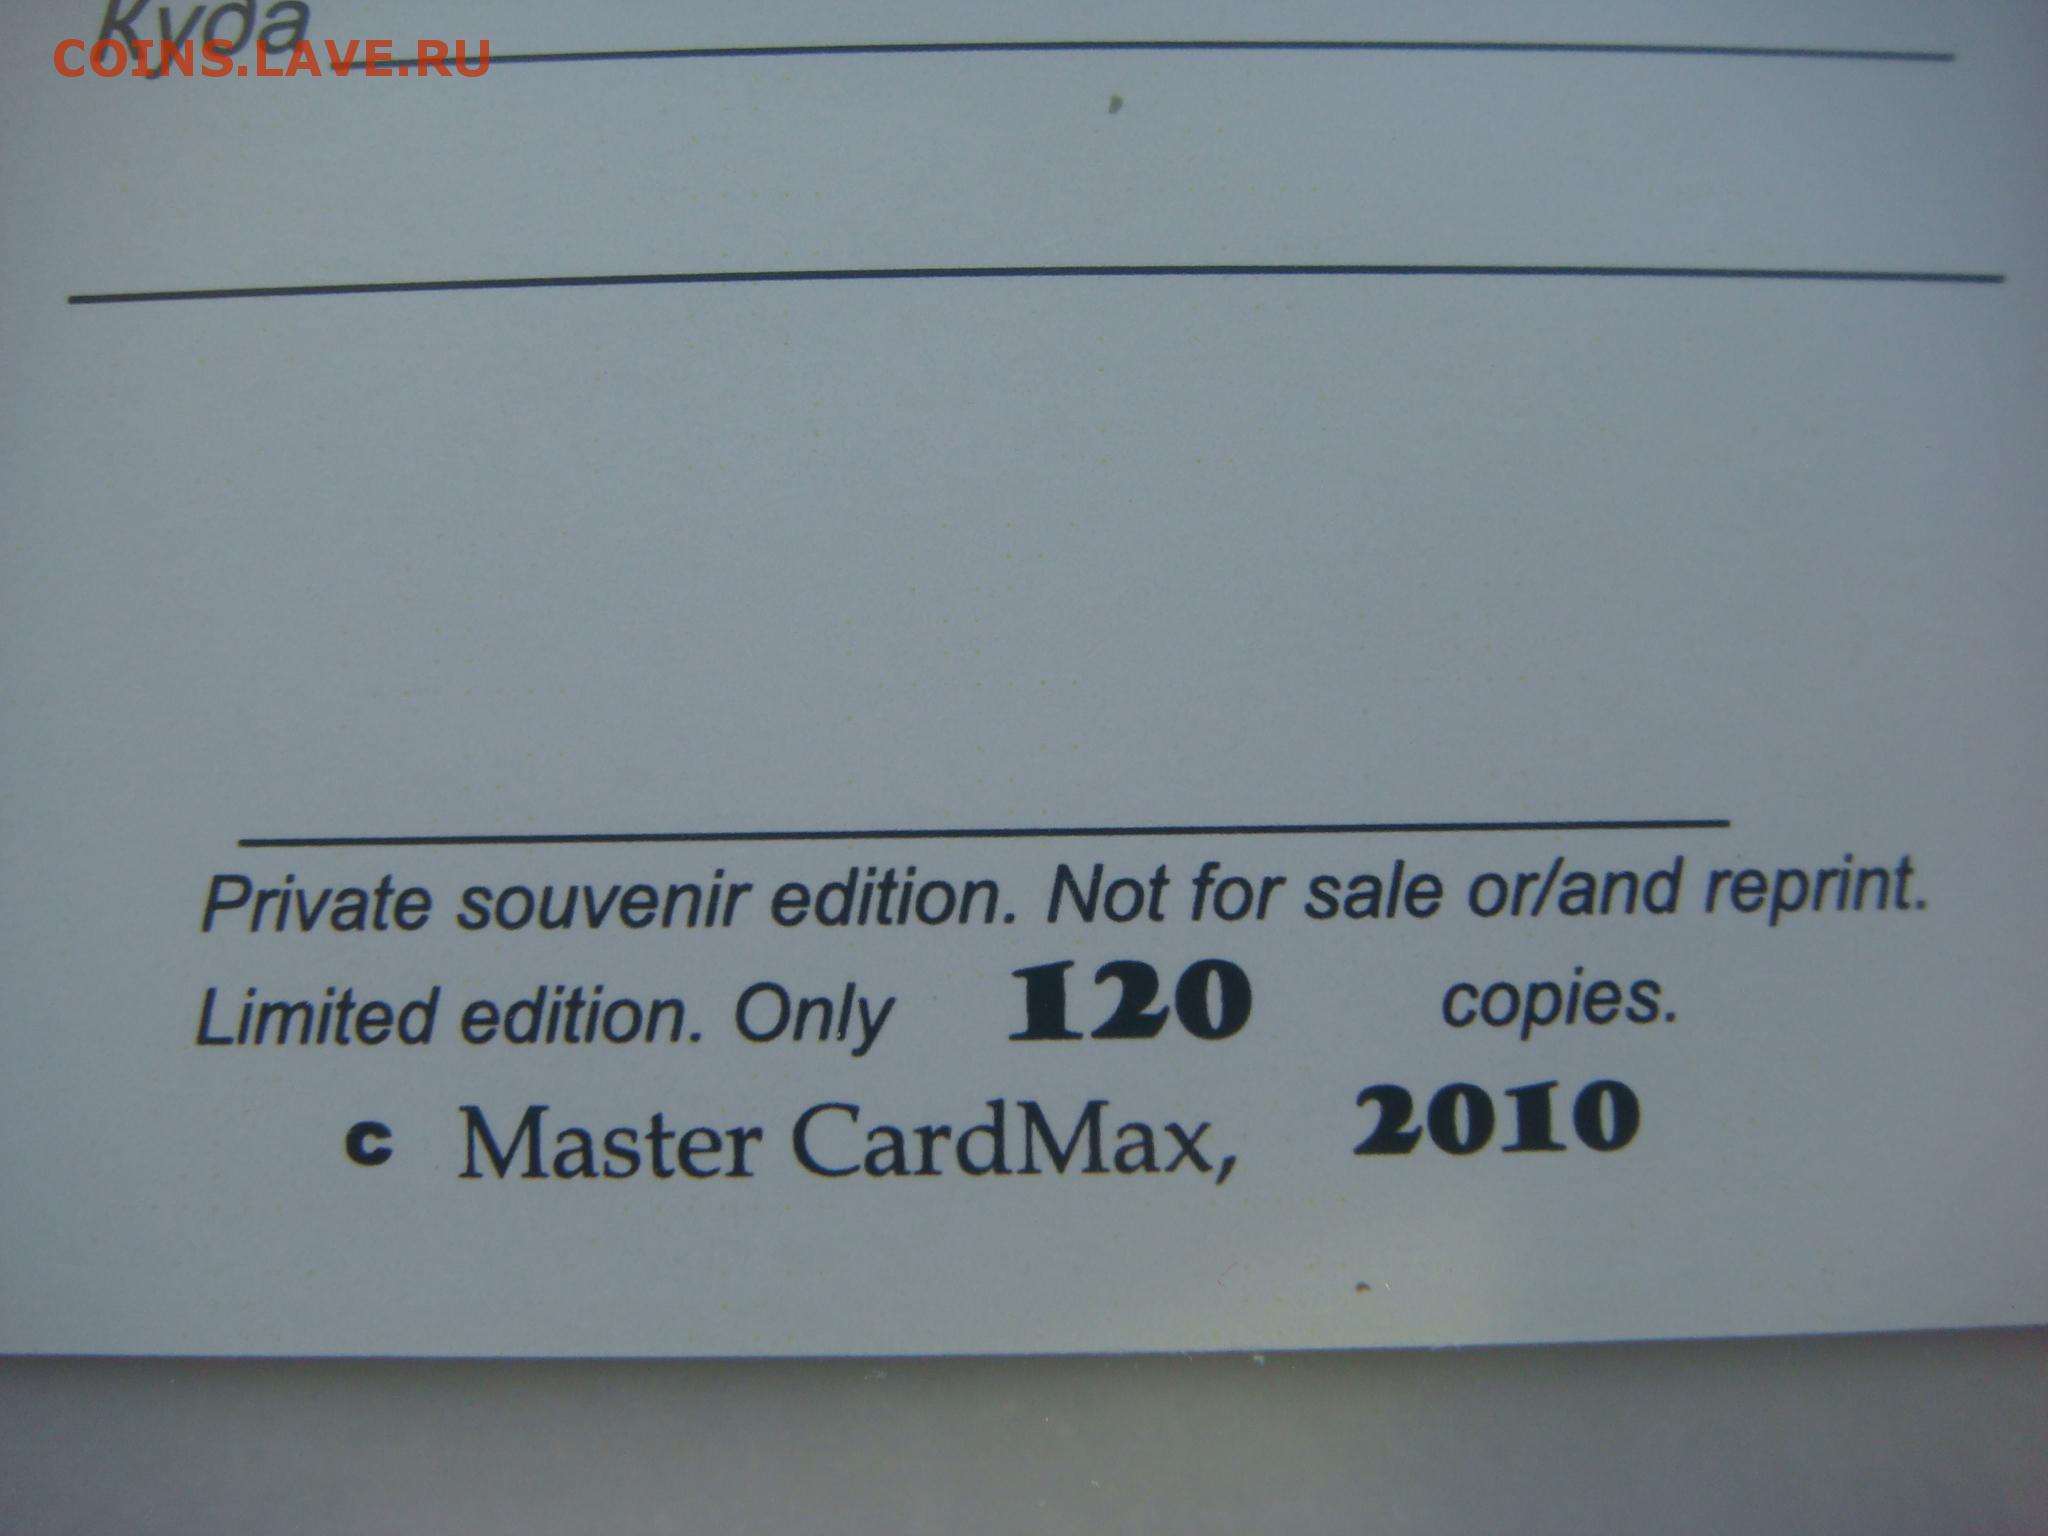 Куда
COINS.LAVE.RU
Private souvenir edition. Not for sale or/and reprint.
Limited edition. Only 120 copies.
c Master CardMax, 2010